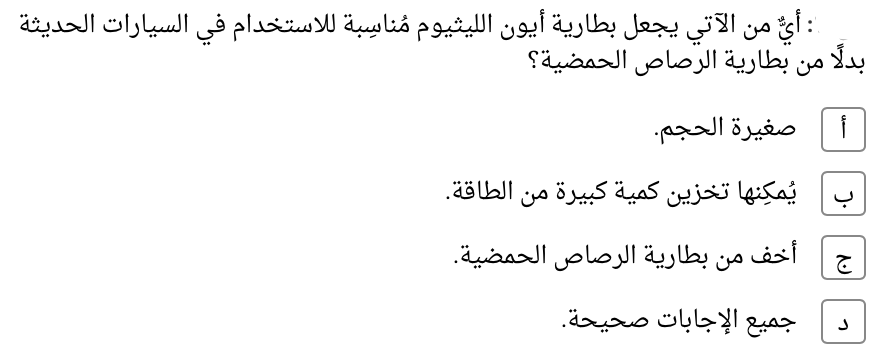 : أيٌّ من الآتي يجعل بطارية أيون الليثيوم مُناسِبة للاستخدام في السيارات الحديثة
بدلًا من بطارية الرصاص الحمضية؟
أ صغيرة الحجم.
ب يُمكِنها تخزين كمية كبيرة من الطاقة.
ج أخف من بطارية الرصاص الحمضية.
د جميع الإجابات صحيحة.